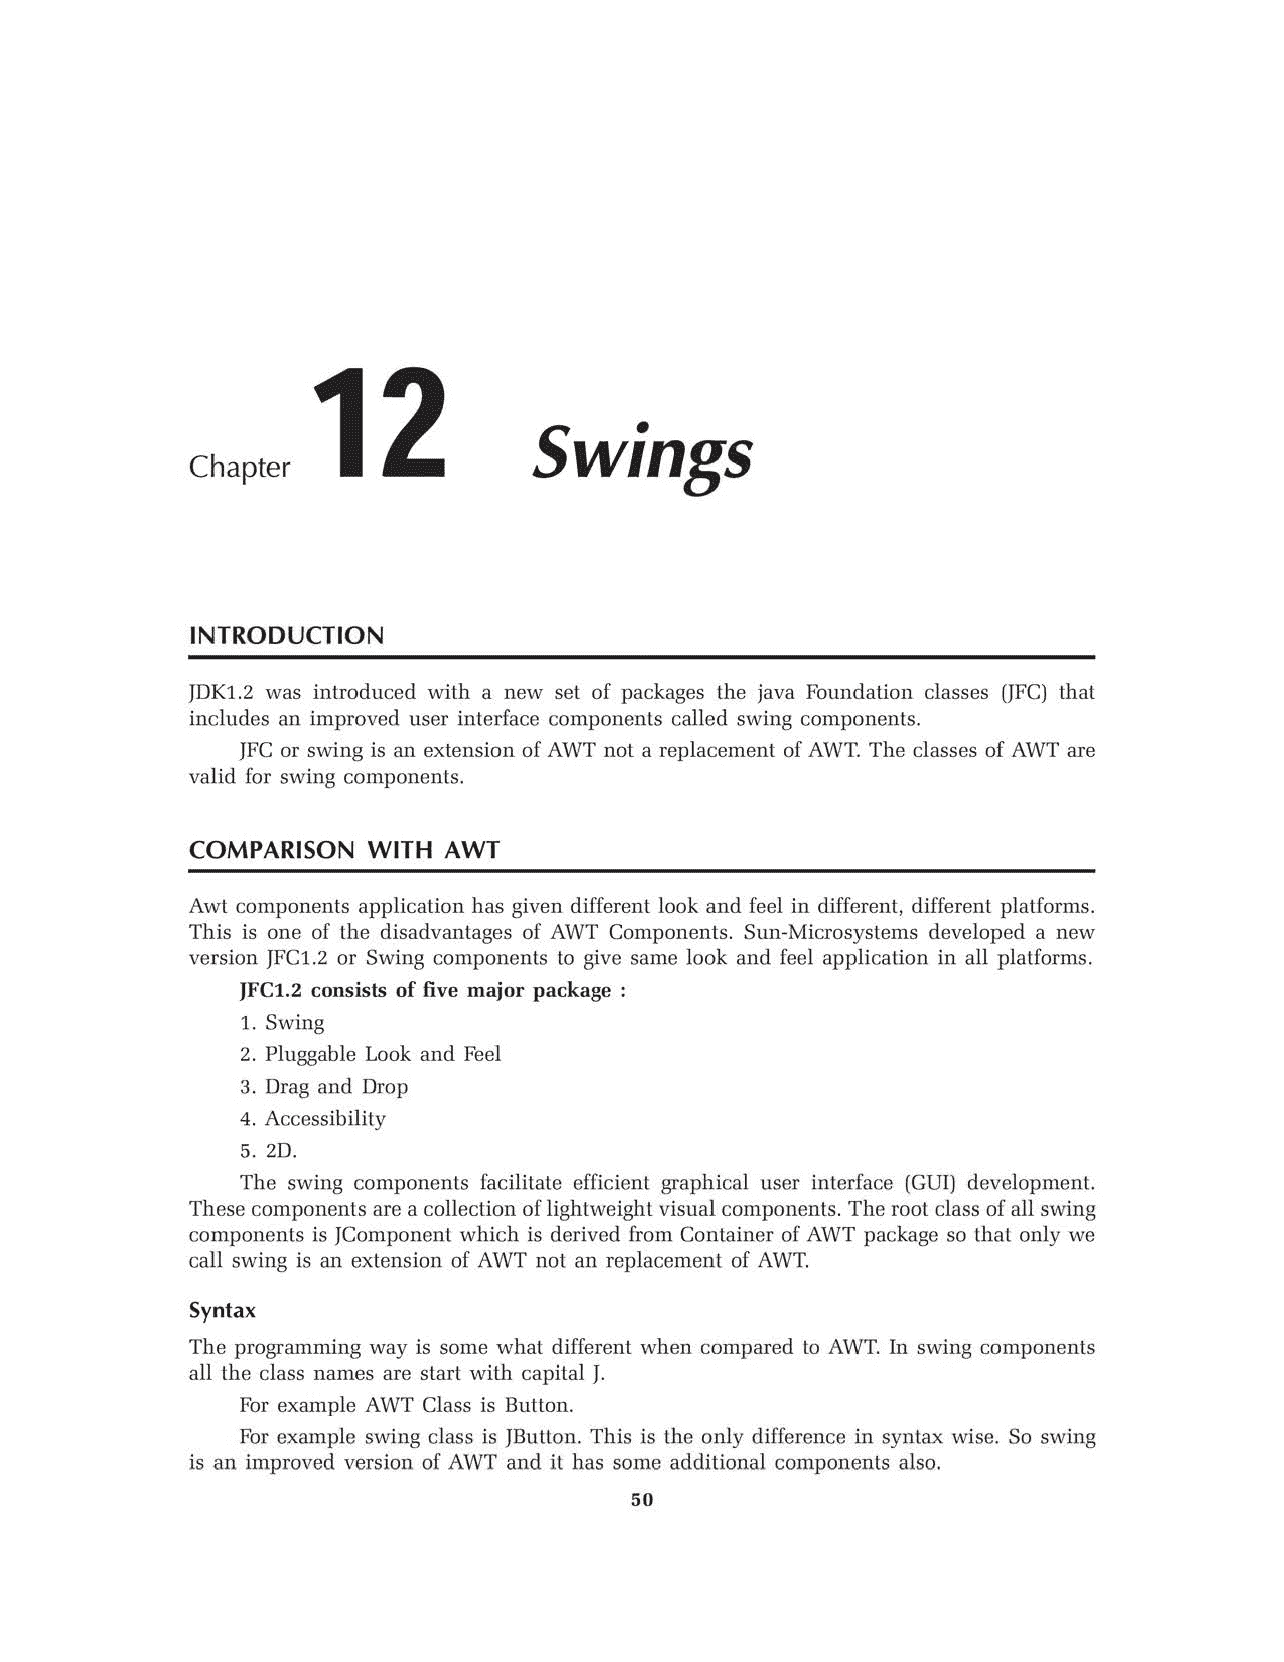 Chapter 12 Swings
INTRODUCTION
JDK1.2 was introduced with a new set of packages the java Foundation classes (JFC) that
includes an improved user interface components called swing components.
JFC or swing is an extension of AWT not a replacement of AWT. The classes of AWT are
valid for swing components.
COMPARISON WITH AWT
Awt components application has given different look and feel in different, different platforms.
This is one of the disadvantages of AWT Components. Sun-Microsystems developed a new
version JFC1.2 or Swing components to give same look and feel application in all platforms.
JFC1.2 consists of five major package :
1. Swing
2. Pluggable Look and Feel
3. Drag and Drop
4. Accessibility
5. 2D.
The swing components facilitate efficient graphical user interface (GUI) development.
These components are a collection of lightweight visual components. The root class of all swing
components is JComponent which is derived from Container of AWT package so that only we
call swing is an extension of AWT not an replacement of AWT.
Syntax
The programming way is some what different when compared to AWT. In swing components
all the class names are start with capital J.
For example AWT Class is Button.
For example swing class is JButton. This is the only difference in syntax wise. So swing
is an improved version of AWT and it has some additional components also.
50